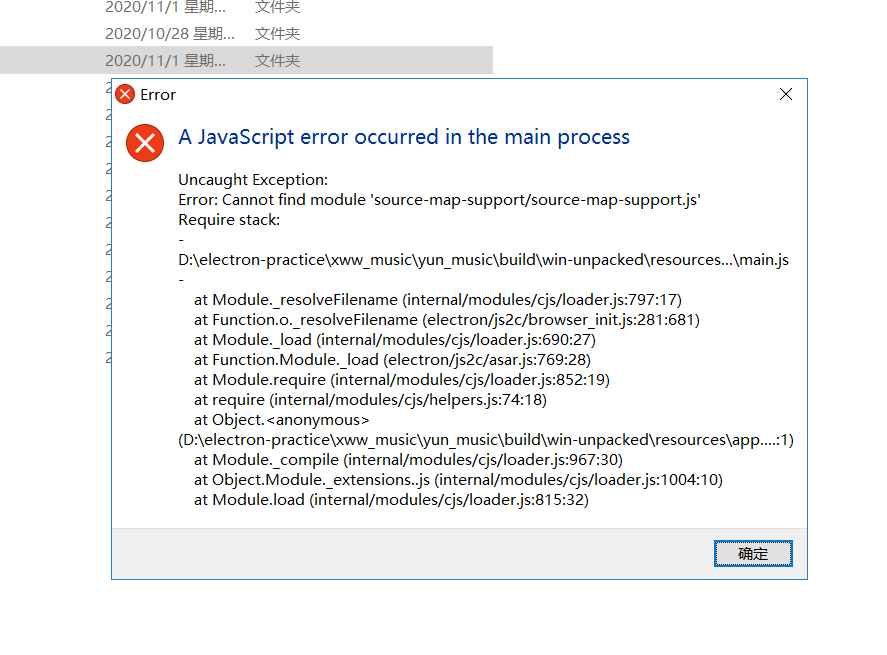 2020/11/1 星期... 文件夹
2020/10/28 星期... 文件夹
2020/11/1 星期... 文件夹
Error
A JavaScript error occurred in the main process
Uncaught Exception:
Error: Cannot find module 'source-map-support/source-map-support.js'
Require stack:
-
D:\electron-practice\xww_music\yun_music\build\win-unpacked\resources...\main.js
-
at Module._resolveFilename (internal/modules/cjs/loader.js:797:17)
at Function.o._resolveFilename (electron/js2c/browser_init.js:281:681)
at Module._load (internal/modules/cjs/loader.js:690:27)
at Function.Module._load (electron/js2c/asar.js:769:28)
at Module.require (internal/modules/cjs/loader.js:852:19)
at require (internal/modules/cjs/helpers.js:74:18)
at Object.<anonymous>
(D:\electron-practice\xww_music\yun_music\build\win-unpacked\resources\app....:1)
at Module._compile (internal/modules/cjs/loader.js:967:30)
at Object.Module._extensions..js (internal/modules/cjs/loader.js:1004:10)
at Module.load (internal/modules/cjs/loader.js:815:32)
确定